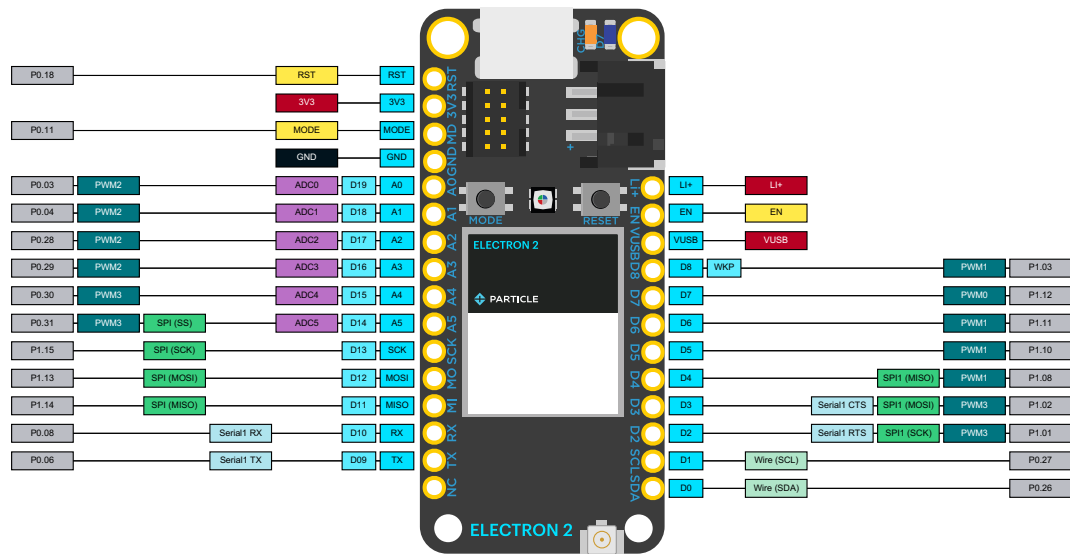 CHG
D7
P0.18 RST RST RST
3V3 3V3 3V3
P0.11 MODE MODE MD
GND GND GND
P0.03 PWM2 ADC0 D19 A0 A0
P0.04 PWM2 ADC1 D18 A1 A1
P0.28 PWM2 ADC2 D17 A2 A2
P0.29 PWM2 ADC3 D16 A3 A3
P0.30 PWM3 ADC4 D15 A4 A4
P0.31 PWM3 SPI (SS) ADC5 D14 A5 A5
P1.15 SPI (SCK) D13 SCK SCK
P1.13 SPI (MOSI) D12 MOSI MO
P1.14 SPI (MISO) D11 MISO MI
P0.08 Serial1 RX D10 RX RX
P0.06 Serial1 TX D09 TX TX
NC
+
MODE
RESET
ELECTRON 2
PARTICLE
ELECTRON 2
Li+ LI+ LI+
EN EN EN
VUSB VUSB VUSB
D8 D8 WKP PWM1 P1.03
D7 D7 PWM0 P1.12
D6 D6 PWM1 P1.11
D5 D5 PWM1 P1.10
D4 D4 SPI1 (MISO) PWM1 P1.08
D3 D3 Serial1 CTS SPI1 (MOSI) PWM3 P1.02
D2 D2 Serial1 RTS SPI1 (SCK) PWM3 P1.01
SCL D1 Wire (SCL) P0.27
SDA D0 Wire (SDA) P0.26